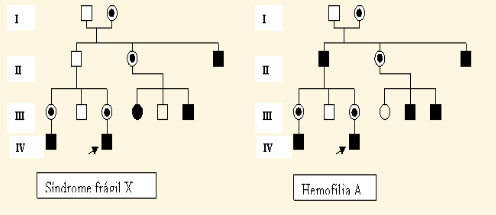 I I
II II
III III
IV IV
Síndrome frágil X Hemofilia A